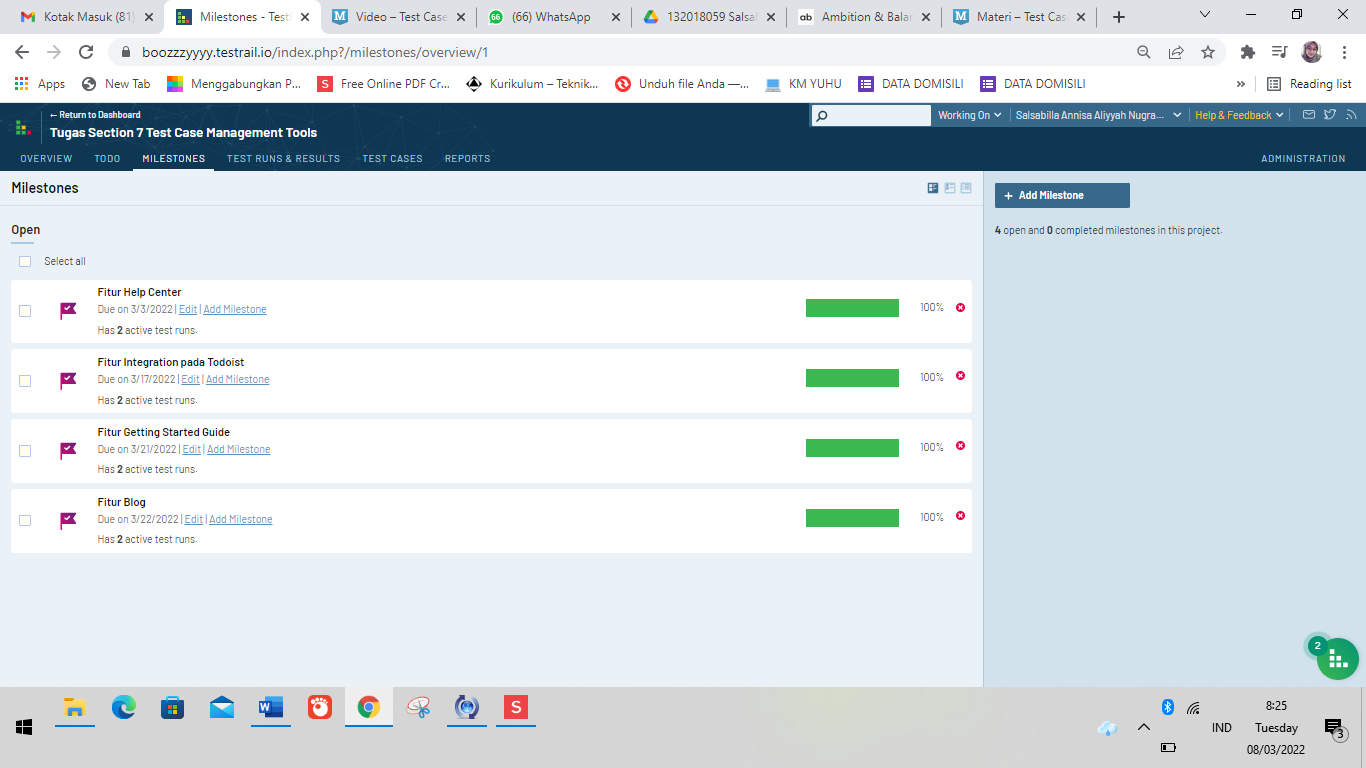 Kotak Masuk (81)
Milestones - Test
Video – Test Case
(66) WhatsApp
132018059 Salsa
Ambition & Balan
Materi – Test Cas
boozzzyyyy.testrail.io/index.php?/milestones/overview/1
Apps
New Tab
Menggabungkan P...
Free Online PDF Cr...
Kurikulum – Teknik...
Unduh file Anda —...
KM YUHU
DATA DOMISILI
DATA DOMISILI
»
Reading list
← Return to Dashboard
Tugas Section 7 Test Case Management Tools
Working On
Salsabilla Annisa Aliyyah Nugra...
Help & Feedback
OVERVIEW
TODO
MILESTONES
TEST RUNS & RESULTS
TEST CASES
REPORTS
ADMINISTRATION
Milestones
+ Add Milestone
4 open and 0 completed milestones in this project.
Open
Select all
Fitur Help Center
Due on 3/3/2022 | Edit | Add Milestone
Has 2 active test runs.
100%
Fitur Integration pada Todoist
Due on 3/17/2022 | Edit | Add Milestone
Has 2 active test runs.
100%
Fitur Getting Started Guide
Due on 3/21/2022 | Edit | Add Milestone
Has 2 active test runs.
100%
Fitur Blog
Due on 3/22/2022 | Edit | Add Milestone
Has 2 active test runs.
100%
2
IND
8:25
Tuesday
08/03/2022
3